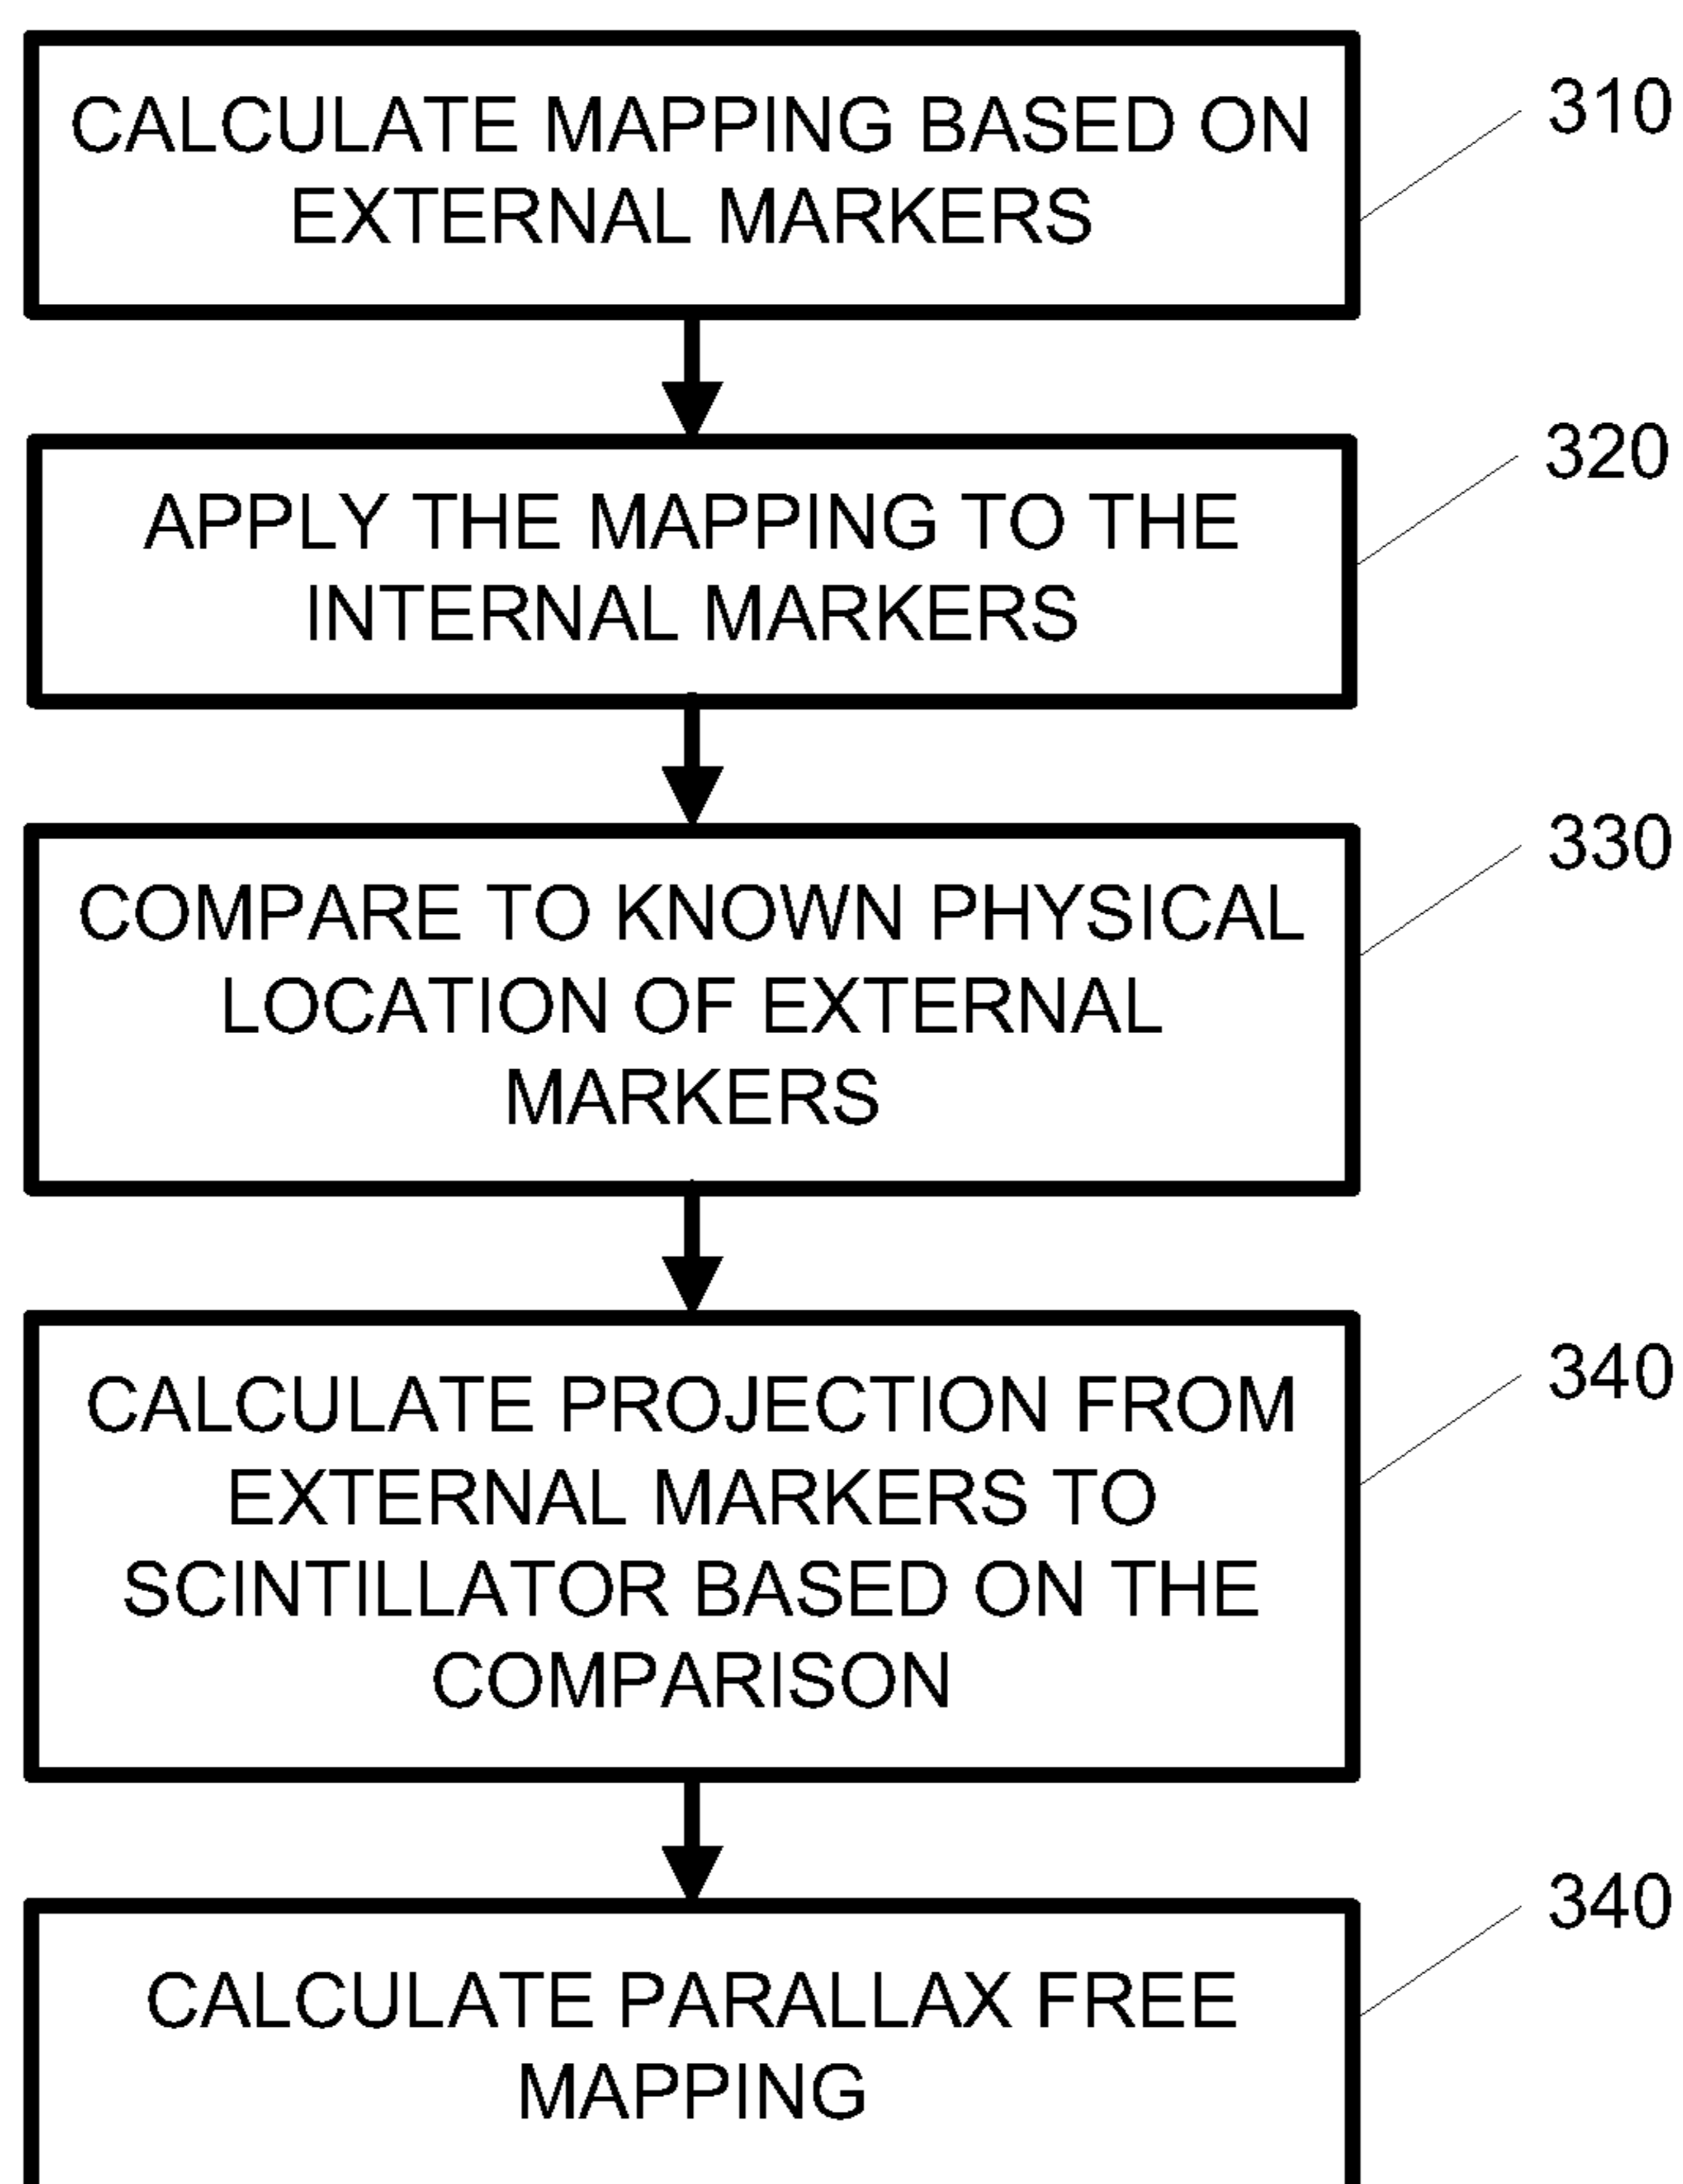 CALCULATE MAPPING BASED ON
EXTERNAL MARKERS
310
APPLY THE MAPPING TO THE
INTERNAL MARKERS
320
COMPARE TO KNOWN PHYSICAL
LOCATION OF EXTERNAL
MARKERS
330
CALCULATE PROJECTION FROM
EXTERNAL MARKERS TO
SCINTILLATOR BASED ON THE
COMPARISON
340
CALCULATE PARALLAX FREE
MAPPING
340